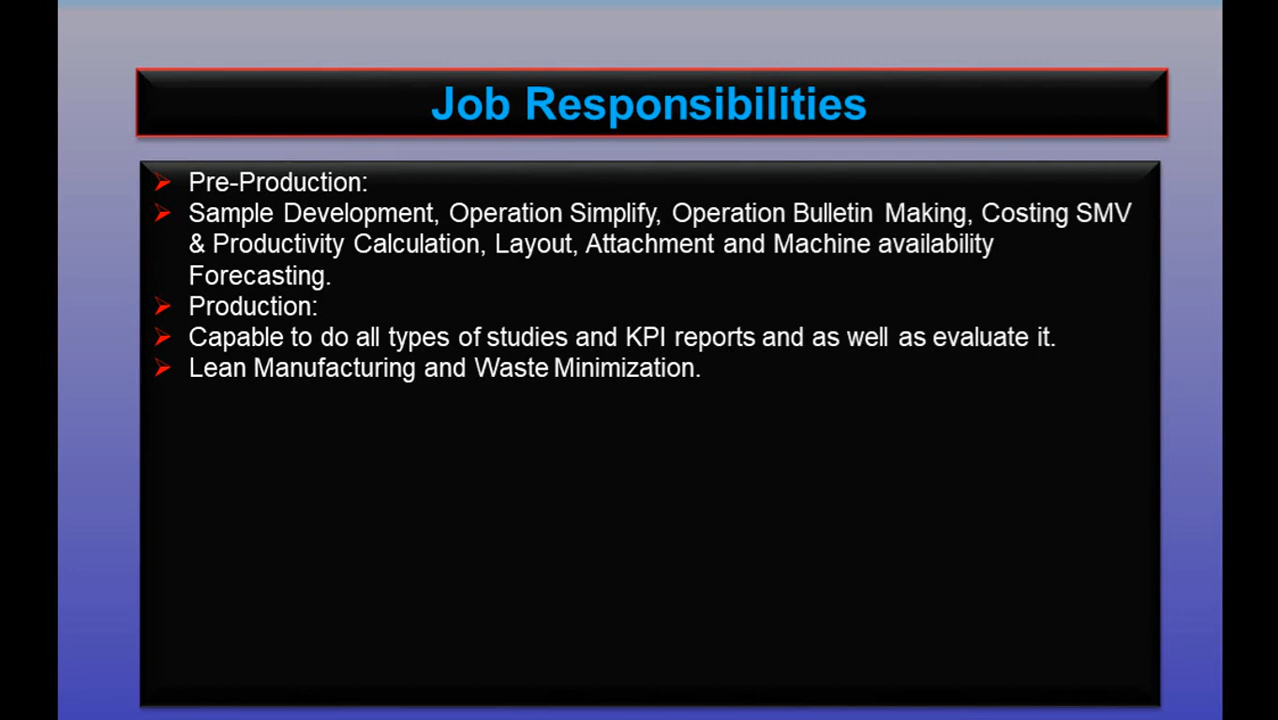 Job Responsibilities
Pre-Production:
Sample Development, Operation Simplify, Operation Bulletin Making, Costing SMV
& Productivity Calculation, Layout, Attachment and Machine availability
Forecasting.
Production:
Capable to do all types of studies and KPI reports and as well as evaluate it.
Lean Manufacturing and Waste Minimization.